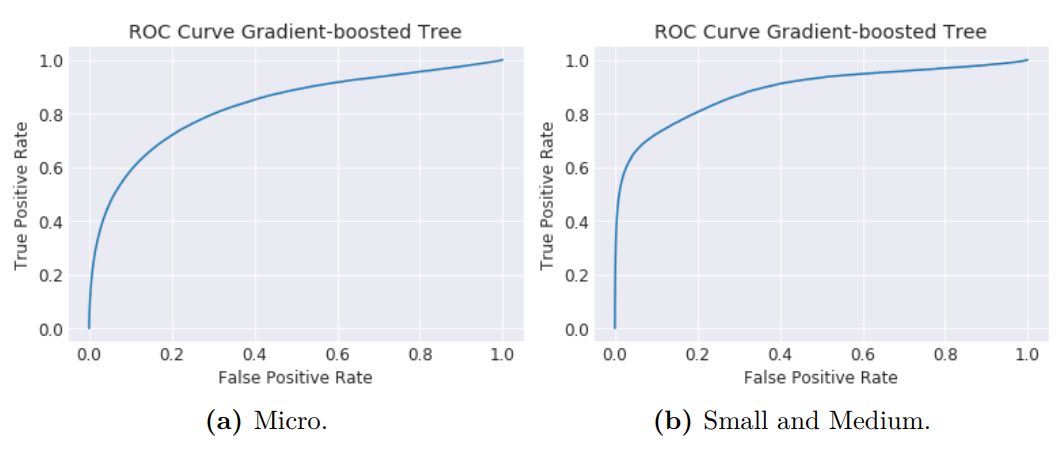 ROC Curve Gradient-boosted Tree
True Positive Rate
1.0
0.8
0.6
0.4
0.2
0.0
0.0 0.2 0.4 0.6 0.8 1.0
False Positive Rate
(a) Micro.
ROC Curve Gradient-boosted Tree
True Positive Rate
1.0
0.8
0.6
0.4
0.2
0.0
0.0 0.2 0.4 0.6 0.8 1.0
False Positive Rate
(b) Small and Medium.